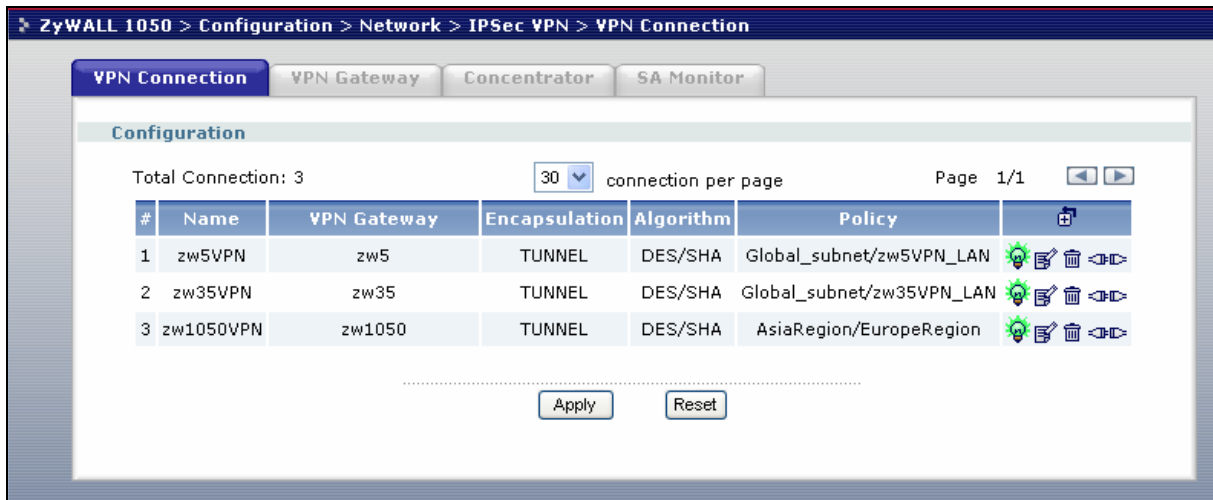 ZyWALL 1050 > Configuration > Network > IPSec VPN > VPN Connection
VPN Connection VPN Gateway Concentrator SA Monitor
Configuration
Total Connection: 3 30 connection per page Page 1/1
# Name VPN Gateway Encapsulation Algorithm Policy
1 zw5VPN zw5 TUNNEL DES/SHA Global_subnet/zw5VPN_LAN
2 zw35VPN zw35 TUNNEL DES/SHA Global_subnet/zw35VPN_LAN
3 zw1050VPN zw1050 TUNNEL DES/SHA AsiaRegion/EuropeRegion
Apply Reset